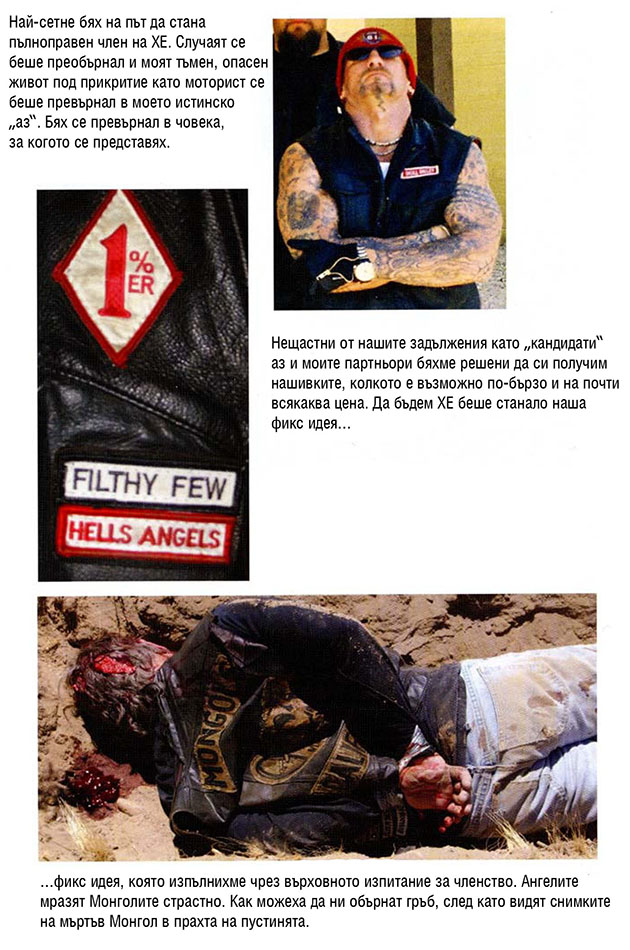 Най-сетне бях на път да стана
пълноправен член на ХЕ. Случаят се
беше преобърнал и моят тъмен, опасен
живот под прикритие като моторист се
беше превърнал в моето истинско
„аз“. Бях се превърнал в човека,
за когото се представях.
1%
ER
FILTHY FEW
HELLS ANGELS
Нещастни от нашите задължения като „кандидати“
аз и моите партньори бяхме решени да си получим
нашивките, колкото е възможно по-бързо и на почти
всякаква цена. Да бъдем ХЕ беше станало наша
фикс идея...
MONGOLS
...фикс идея, която изпълнихме чрез върховното изпитание за членство. Ангелите
мразят Монголите страстно. Как можеха да ни обърнат гръб, след като видят снимките
на мъртъв Монгол в прахта на пустинята.